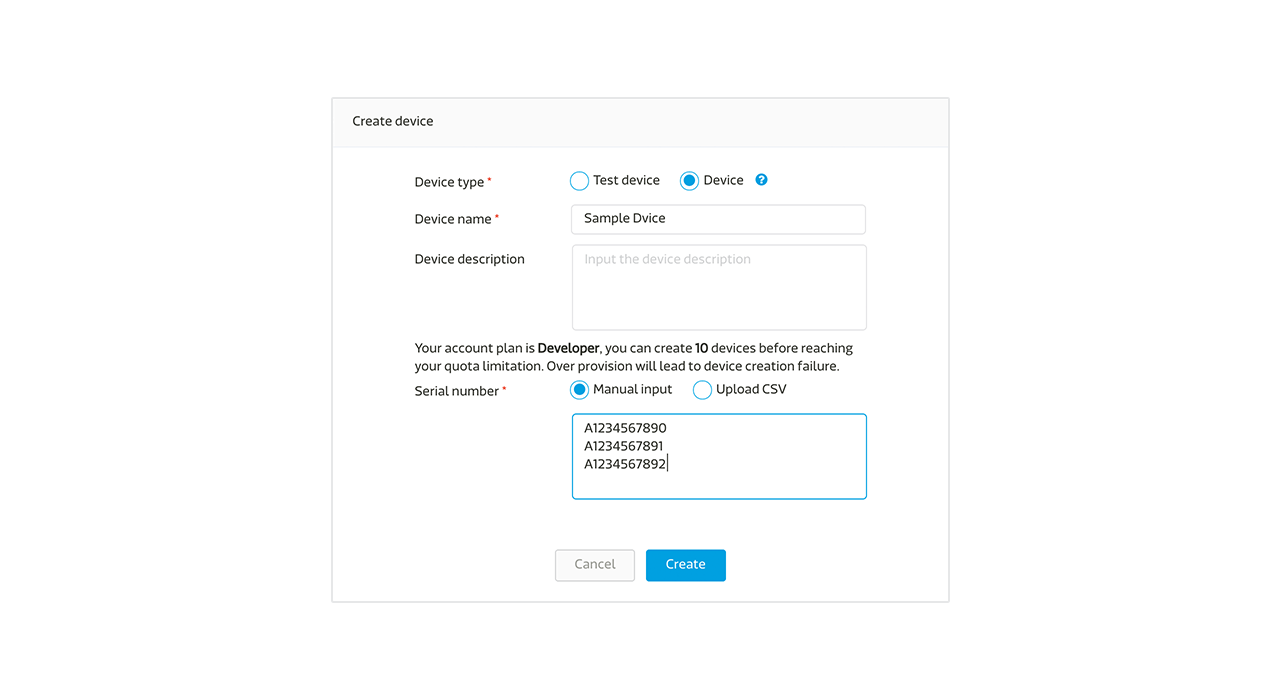 Create device
Device type *
Test device
Device
?
Device name *
Sample Dvice
Device description
Input the device description
Your account plan is Developer, you can create 10 devices before reaching
your quota limitation. Over provision will lead to device creation failure.
Serial number *
Manual input
Upload CSV
A1234567890
A1234567891
A1234567892
Cancel
Create